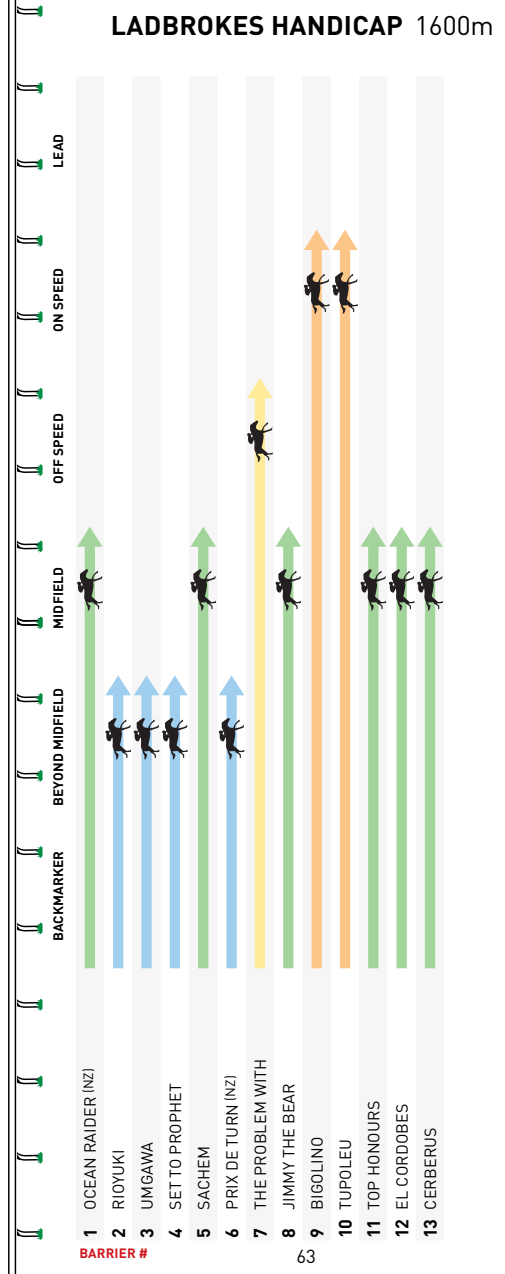 LADBROKES HANDICAP 1600m
LEAD
ON SPEED
OFF SPEED
MIDFIELD
BEYOND MIDFIELD
BACKMARKER
1 OCEAN RAIDER (NZ)
2 RIOYUKI
3 UMGAWA
4 SET TO PROPHET
5 SACHEM
6 PRIX DE TURN (NZ)
7 THE PROBLEM WITH
8 JIMMY THE BEAR
9 BIGOLINO
10 TUPOLEU
11 TOP HONOURS
12 EL CORDOBES
13 CERBERUS
BARRIER #
63